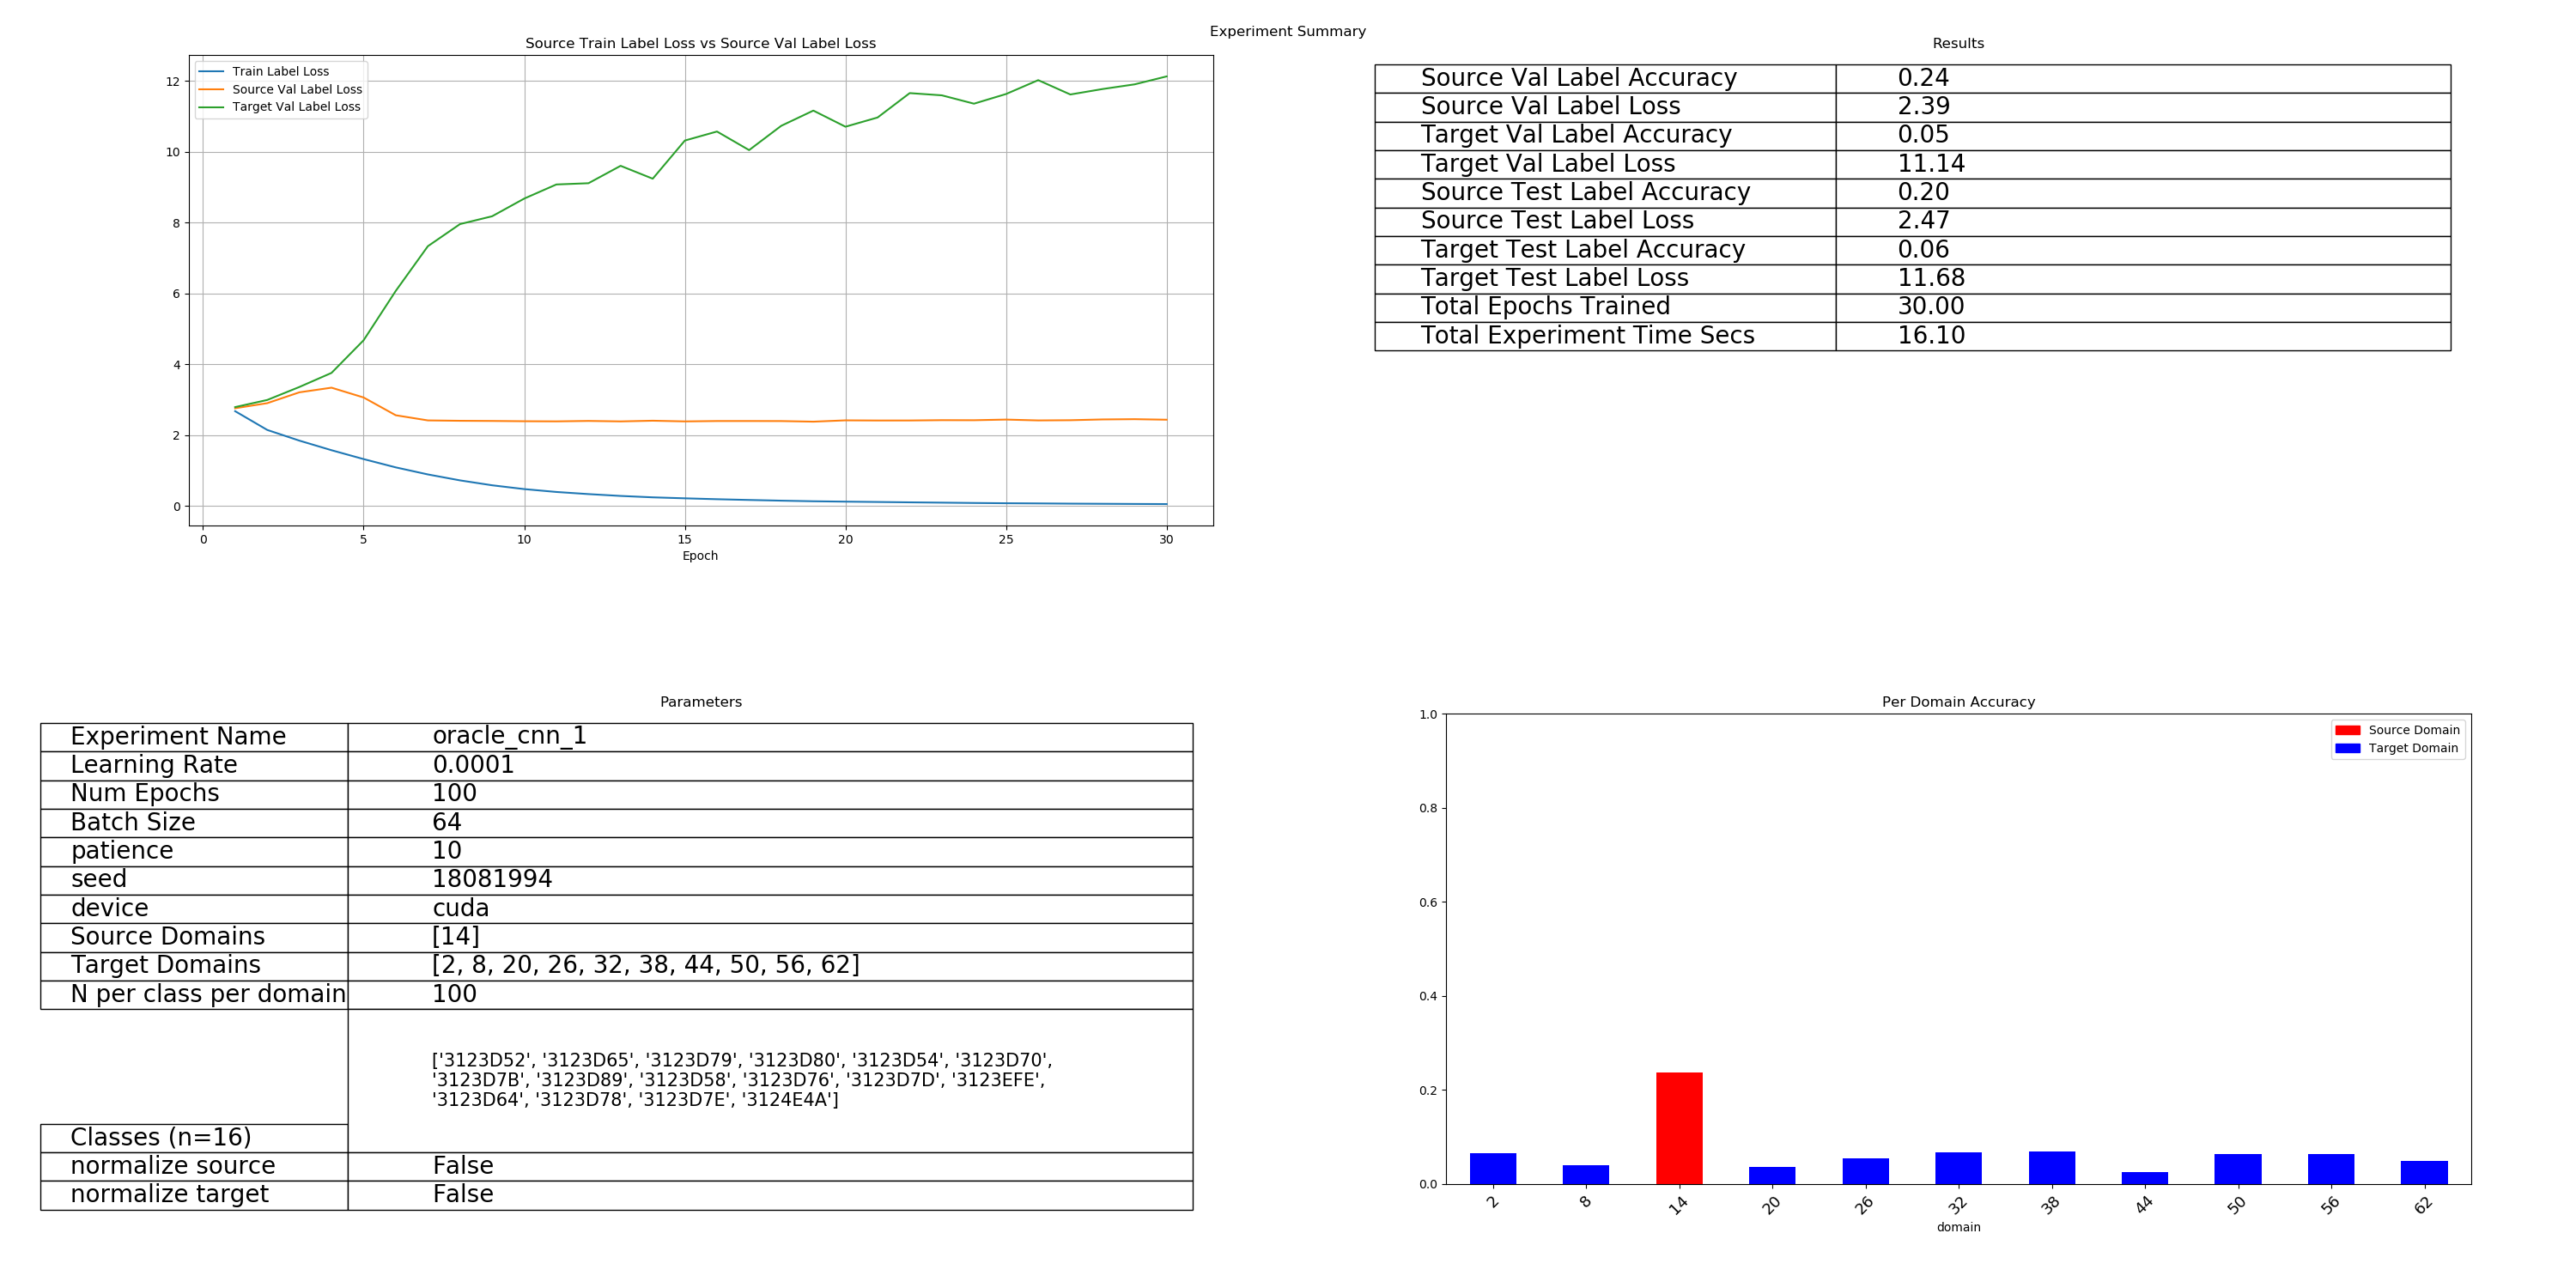 Experiment Summary
Source Train Label Loss vs Source Val Label Loss
Train Label Loss
Source Val Label Loss
Target Val Label Loss
12
10
8
6
4
2
0
0 5 10 15 20 25 30
Epoch
Results
Source Val Label Accuracy 0.24
Source Val Label Loss 2.39
Target Val Label Accuracy 0.05
Target Val Label Loss 11.14
Source Test Label Accuracy 0.20
Source Test Label Loss 2.47
Target Test Label Accuracy 0.06
Target Test Label Loss 11.68
Total Epochs Trained 30.00
Total Experiment Time Secs 16.10
Parameters
Experiment Name oracle_cnn_1
Learning Rate 0.0001
Num Epochs 100
Batch Size 64
patience 10
seed 18081994
device cuda
Source Domains [14]
Target Domains [2, 8, 20, 26, 32, 38, 44, 50, 56, 62]
N per class per domain 100
['3123D52', '3123D65', '3123D79', '3123D80', '3123D54', '3123D70',
'3123D7B', '3123D89', '3123D58', '3123D76', '3123D7D', '3123EFE',
'3123D64', '3123D78', '3123D7E', '3124E4A']
Classes (n=16)
normalize source False
normalize target False
Per Domain Accuracy
Source Domain
Target Domain
1.0
0.8
0.6
0.4
0.2
0.0
2 8 14 20 26 32 38 44 50 56 62
domain